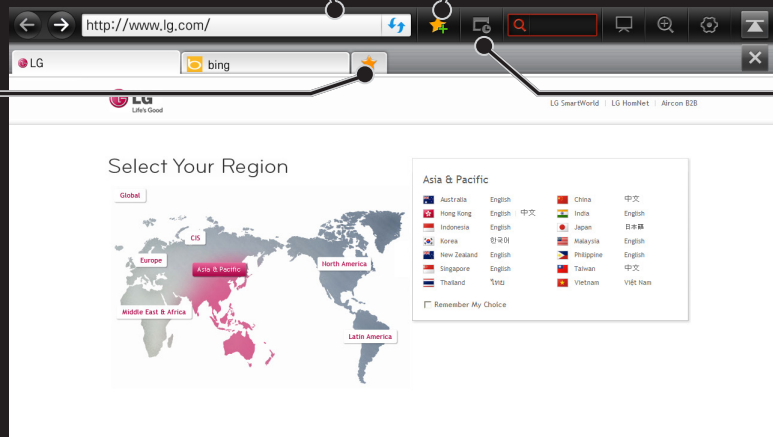 http://www.lg.com/
LG
bing
LG
Life's Good
LG SmartWorld | LG HomNet | Aircon B2B
Select Your Region
Global
CIS
Europe
Asia & Pacific
North America
Middle East & Africa
Latin America
Asia & Pacific
Australia English
China 中文
Hong Kong English | 中文
India English
Indonesia English
Japan 日本語
Korea 한국어
Malaysia English
New Zealand English
Philippine English
Singapore English
Taiwan 中文
Thailand ไทย
Vietnam Việt Nam
Remember My Choice